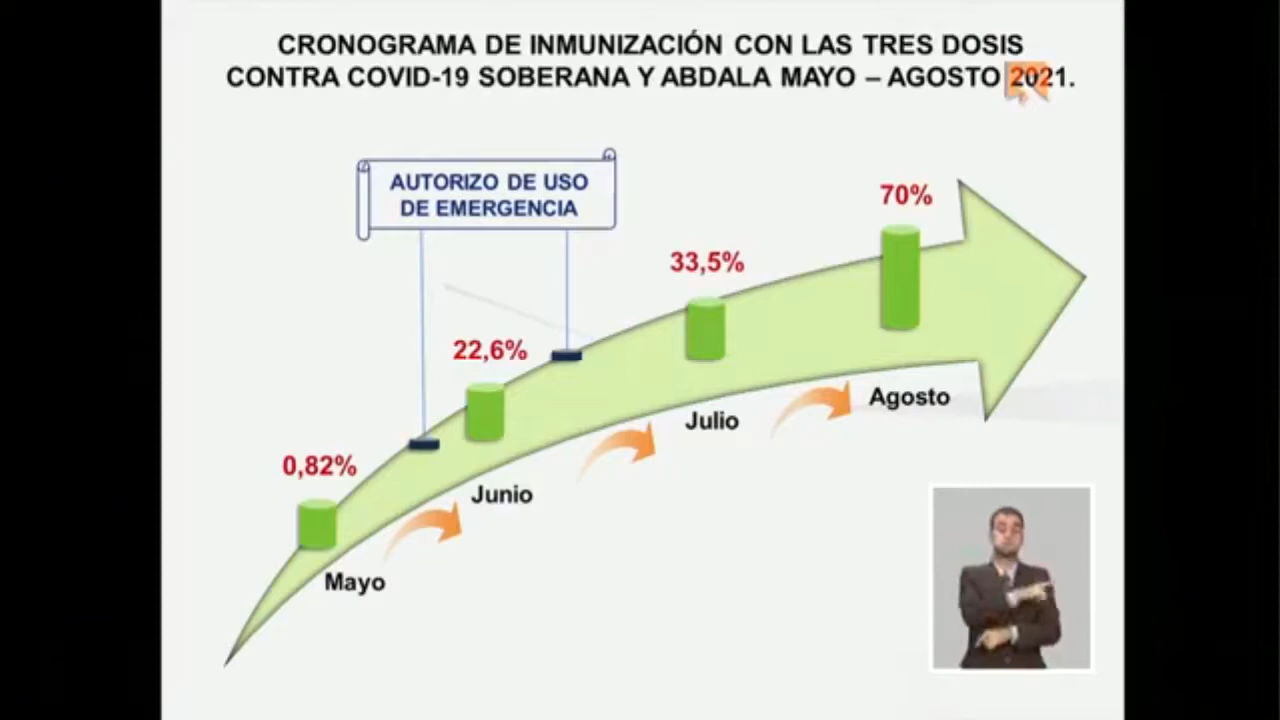 CRONOGRAMA DE INMUNIZACIÓN CON LAS TRES DOSIS
CONTRA COVID-19 SOBERANA Y ABDALA MAYO – AGOSTO 2021.
AUTORIZO DE USO
DE EMERGENCIA
70%
33,5%
22,6%
0,82%
Agosto
Julio
Junio
Mayo